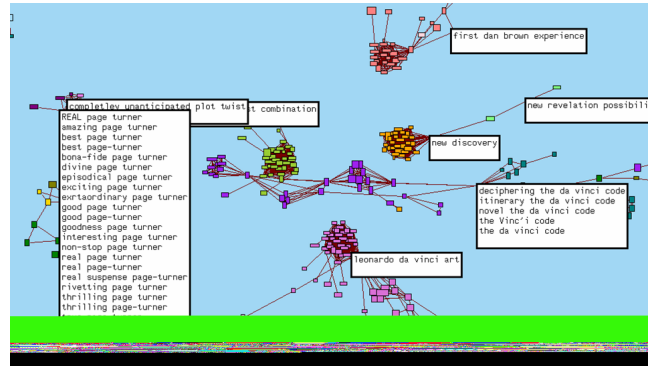 first dan brown experience
completley unanticipated plot twist
st combination
new revelation possibili
REAL page turner
amazing page turner
best page turner
best page-turner
bona-fide page turner
divine page turner
episodical page turner
exciting page turner
exrtaordinary page turner
good page turner
good page-turner
goodness page turner
interesting page turner
non-stop page turner
real page turner
real page-turner
real suspense page-turner
rivetting page turner
thrilling page turner
thrilling page-turner
new discovery
deciphering the da vinci code
itinerary the da vinci code
novel the da vinci code
the Vinc'i code
the da vinci code
leonardo da vinci art